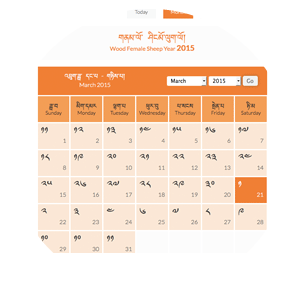 Today
གནམ་ལོ་ ཤིང་མོ་ལུག་ལོ།
Wood Female Sheep Year 2015
དང་པ་ - གཉིས་པ།
March 2015
March 2015 Go
ཟླ་བ་ མིག་དམར་ ལྷག་པ་ ཕུར་བུ་ པ་སངས་ སྤེན་པ་ ཉི་མ་
Sunday Monday Tuesday Wednesday Thursday Friday Saturday
༡༡ ༡༢ ༡༣ ༡༤ ༡༥ ༡༦ ༡༧
1 2 3 4 5 6 7
༡༨ ༡༩ ༢༠ ༢༡ ༢༢ ༢༣ ༢༤
8 9 10 11 12 13 14
༢༥ ༢༦ ༢༧ ༢༨ ༢༩ ༣༠ ༡
15 16 17 18 19 20 21
༢ ༣ ༤ ༦ ༧ ༨ ༩
22 23 24 25 26 27 28
༡༠ ༡༠ ༡༡
29 30 31